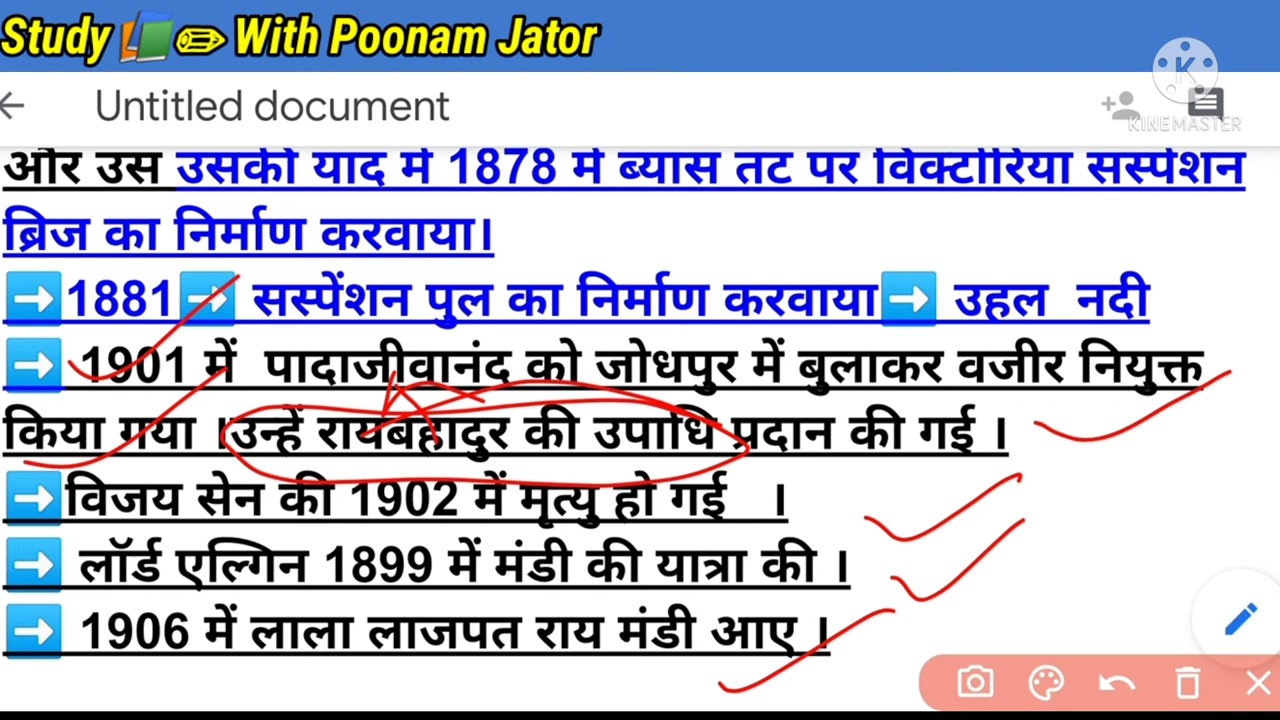 Study With Poonam Jator
Untitled document
KINEMASTER
और उस उसकी याद में 1878 में ब्यास तट पर विक्टोरिया सस्पेंशन
ब्रिज का निर्माण करवाया।
1881 सस्पेंशन पुल का निर्माण करवाया उहल नदी
1901 में पादाजीवानंद को जोधपुर में बुलाकर वजीर नियुक्त
किया गया । उन्हें रायबहादुर की उपाधि प्रदान की गई ।
विजय सेन की 1902 में मृत्यु हो गई ।
लॉर्ड एल्गिन 1899 में मंडी की यात्रा की ।
1906 में लाला लाजपत राय मंडी आए ।